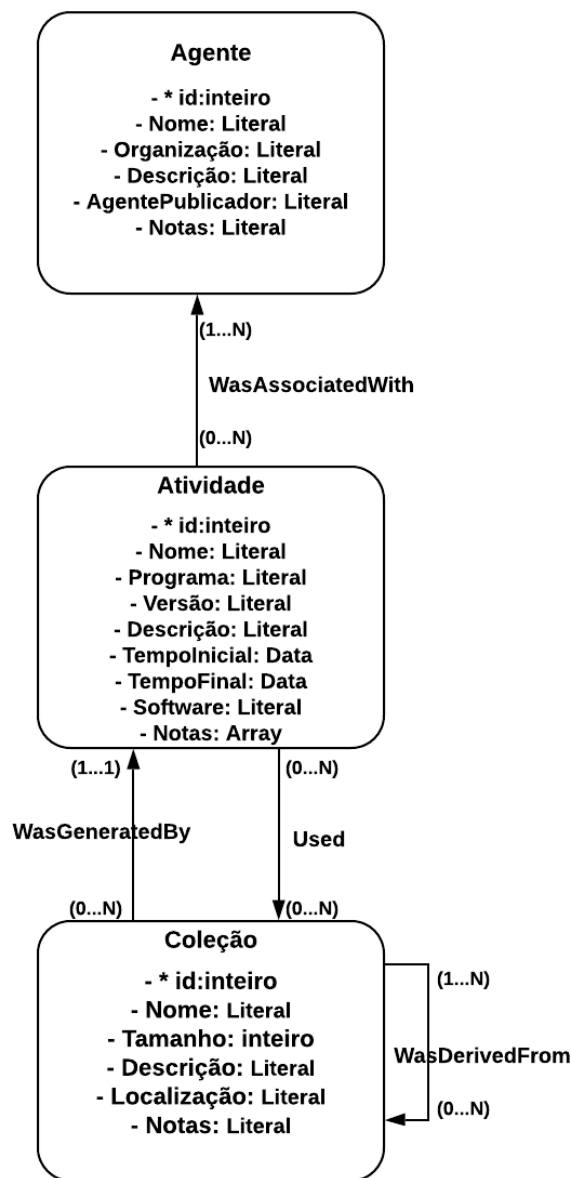 Agente
- * id:inteiro
- Nome: Literal
- Organização: Literal
- Descrição: Literal
- AgentePublicador: Literal
- Notas: Literal
(1...N)
WasAssociatedWith
(0...N)
Atividade
- * id:inteiro
- Nome: Literal
- Programa: Literal
- Versão: Literal
- Descrição: Literal
- TempoInicial: Data
- TempoFinal: Data
- Software: Literal
- Notas: Array
(1...1)
(0...N)
WasGeneratedBy
Used
(0...N)
(0...N)
Coleção
- * id:inteiro
- Nome: Literal
- Tamanho: inteiro
- Descrição: Literal
- Localização: Literal
- Notas: Literal
(1...N)
WasDerivedFrom
(0...N)